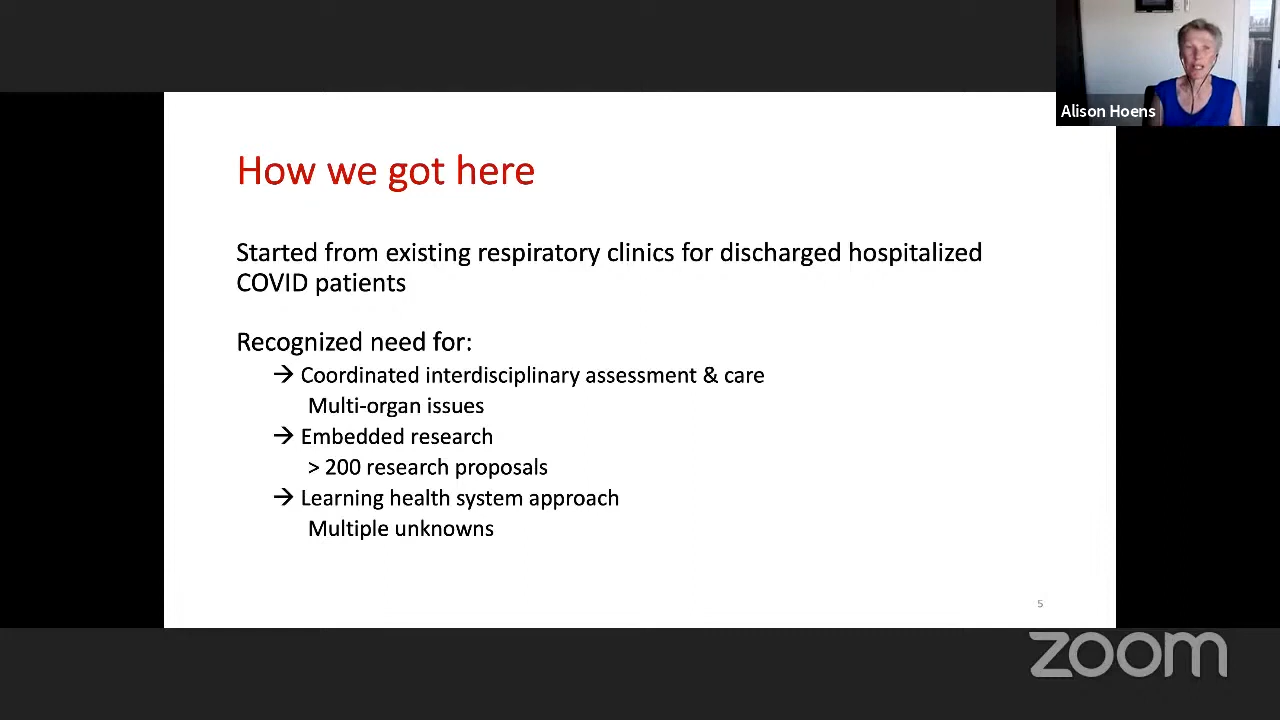 Alison Hoens
How we got here
Started from existing respiratory clinics for discharged hospitalized
COVID patients
Recognized need for:
→ Coordinated interdisciplinary assessment & care
Multi-organ issues
→ Embedded research
> 200 research proposals
→ Learning health system approach
Multiple unknowns
5
zoom